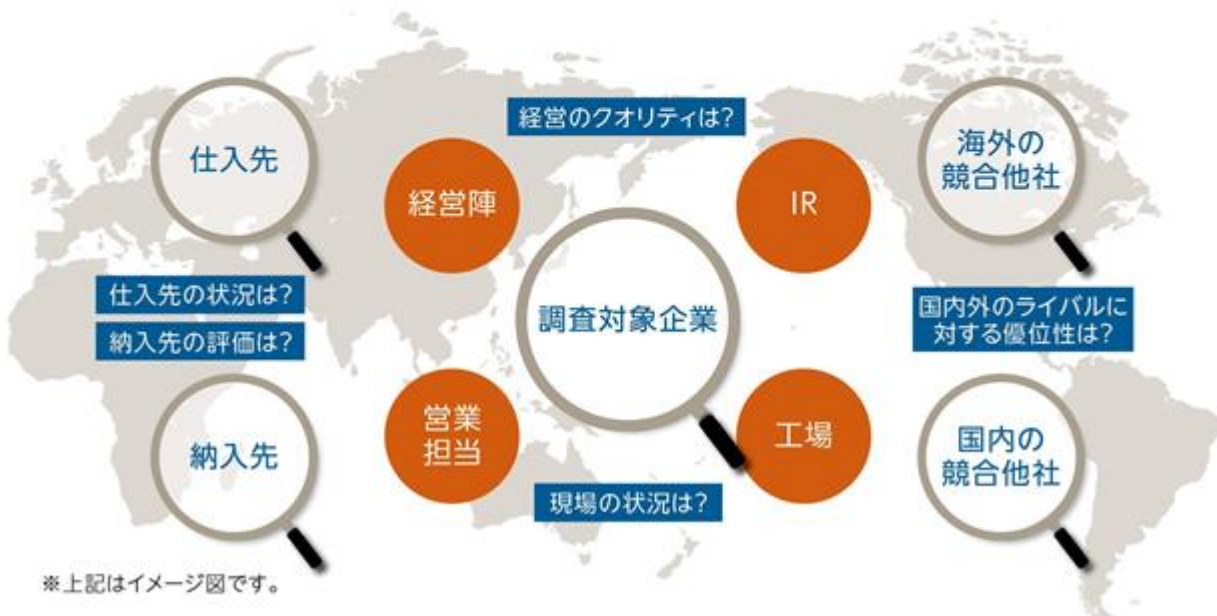 経営のクオリティは?
仕入先
海外の
競合他社
経営陣
IR
仕入先の状況は?
納入先の評価は?
調査対象企業
国内外のライバルに
対する優位性は?
営業
担当
工場
納入先
国内の
競合他社
現場の状況は?
※上記はイメージ図です。